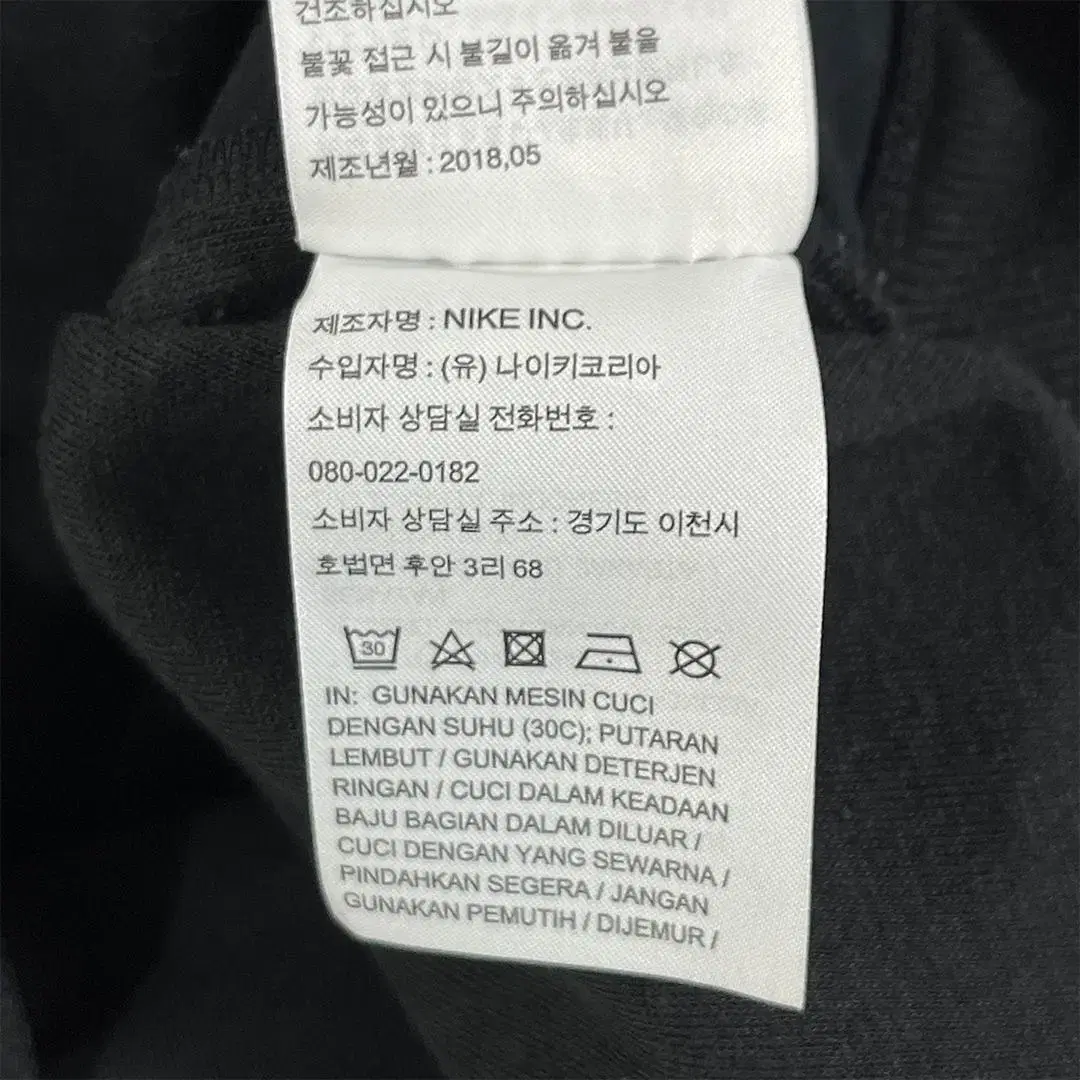 건조하십시오
불꽃 접근 시 불길이 옮겨 붙을
가능성이 있으니 주의하십시오
제조년월 : 2018,05
제조자명 : NIKE INC.
수입자명 : (유) 나이키코리아
소비자 상담실 전화번호 :
080-022-0182
소비자 상담실 주소 : 경기도 이천시
호법면 후안 3리 68
30
IN: GUNAKAN MESIN CUCI
DENGAN SUHU (30C); PUTARAN
LEMBUT / GUNAKAN DETERJEN
RINGAN / CUCI DALAM KEADAAN
BAJU BAGIAN DALAM DILUAR /
CUCI DENGAN YANG SEWARNA /
PINDAHKAN SEGERA / JANGAN
GUNAKAN PEMUTIH / DIJEMUR /